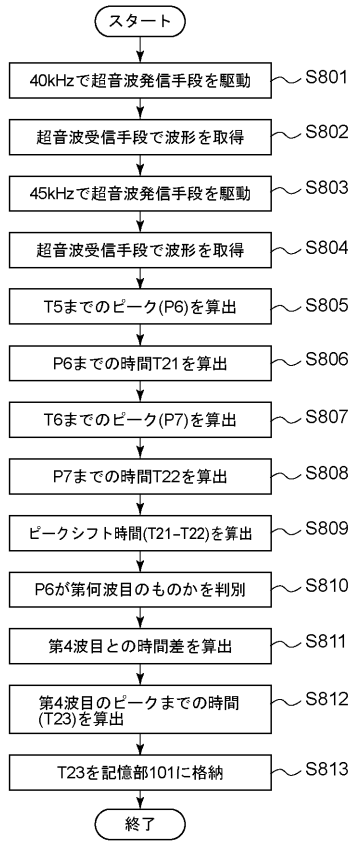 スタート
40kHzで超音波発信手段を駆動 S801
超音波受信手段で波形を取得 S802
45kHzで超音波発信手段を駆動 S803
超音波受信手段で波形を取得 S804
T5までのピーク(P6)を算出 S805
P6までの時間T21を算出 S806
T6までのピーク(P7)を算出 S807
P7までの時間T22を算出 S808
ピークシフト時間(T21−T22)を算出 S809
P6が第何波目のものかを判別 S810
第4波目との時間差を算出 S811
第4波目のピークまでの時間 S812
(T23)を算出
T23を記憶部101に格納 S813
終了